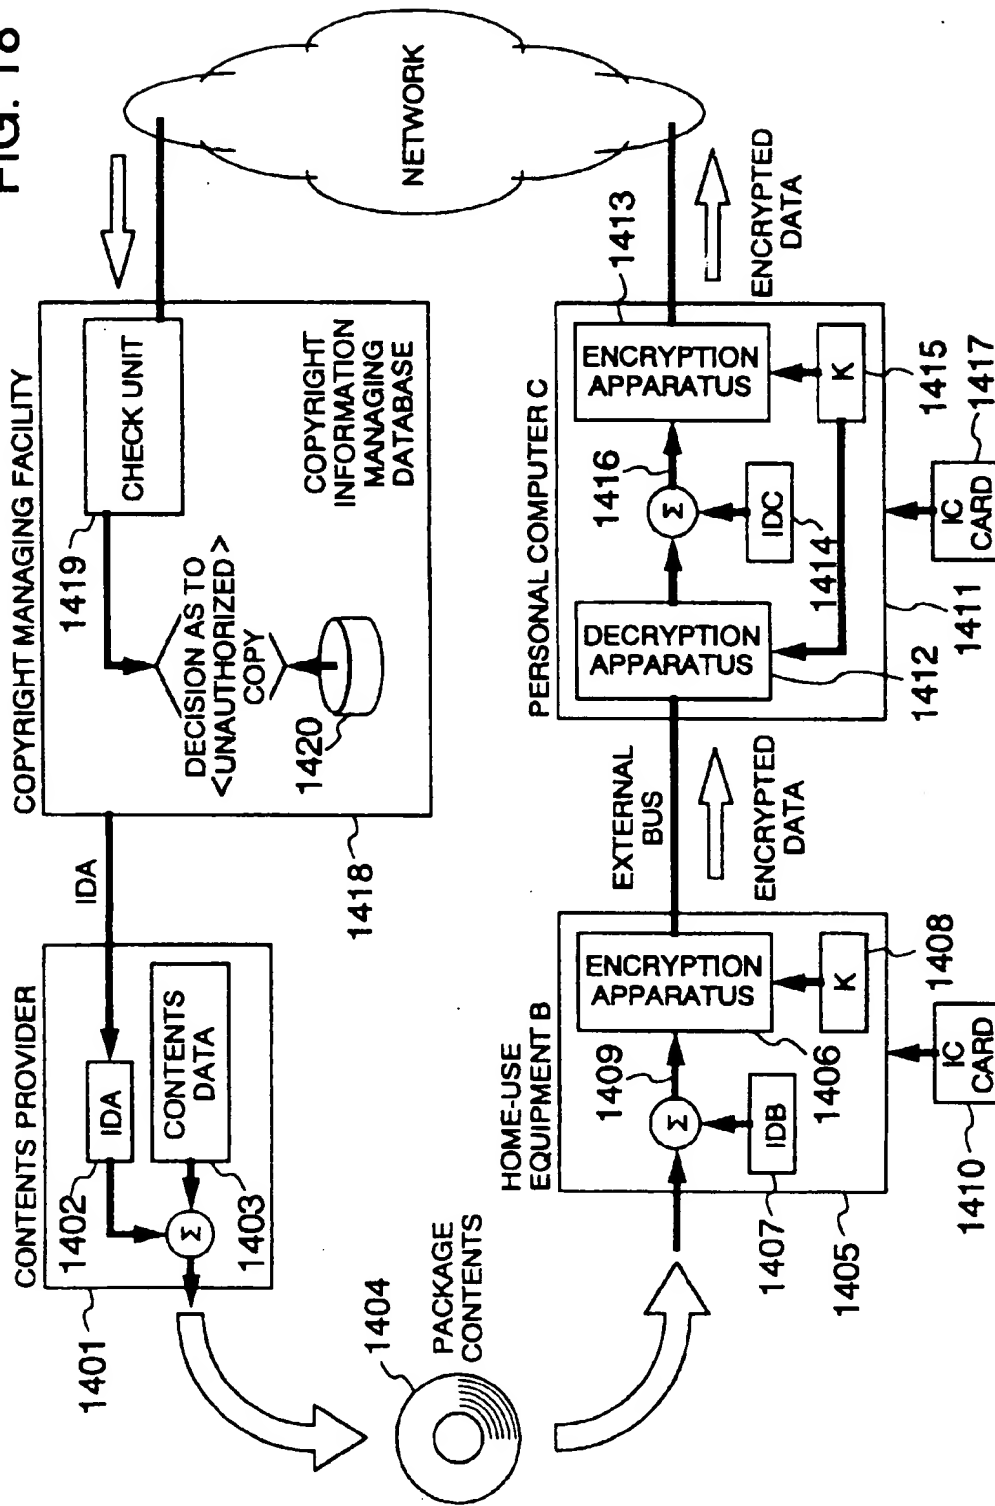 FIG. 18
CONTENTS PROVIDER
1401
1402
IDA
CONTENTS
DATA
1403
Σ
IDA
COPYRIGHT MANAGING FACILITY
1418
1419
CHECK UNIT
DECISION AS TO
<UNAUTHORIZED>
COPY
1420
COPYRIGHT
INFORMATION
MANAGING
DATABASE
NETWORK
1404
PACKAGE
CONTENTS
HOME-USE
EQUIPMENT B
1405
1409
Σ
ENCRYPTION
APPARATUS
1406
IDB
1407
K
1408
IC
CARD
1410
EXTERNAL
BUS
ENCRYPTED
DATA
PERSONAL COMPUTER C
DECRYPTION
APPARATUS
1412
1416
Σ
IDC
1414
ENCRYPTION
APPARATUS
1413
K
1415
1411
IC
CARD
1417
ENCRYPTED
DATA